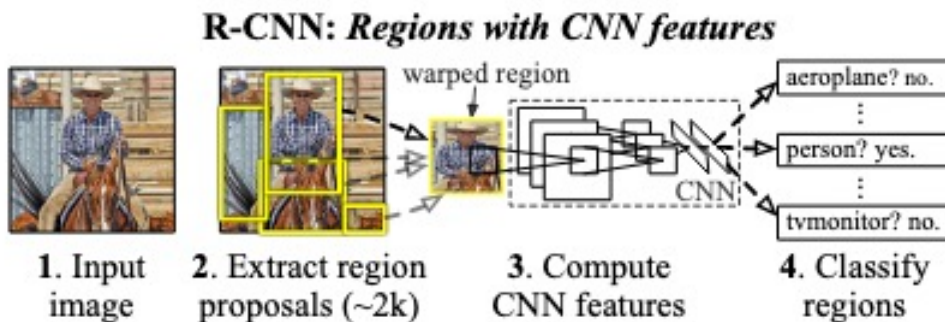 R-CNN: Regions with CNN features
warped region
aeroplane? no.
⋮
person? yes.
⋮
tvmonitor? no.
CNN
1. Input image
2. Extract region proposals (~2k)
3. Compute CNN features
4. Classify regions